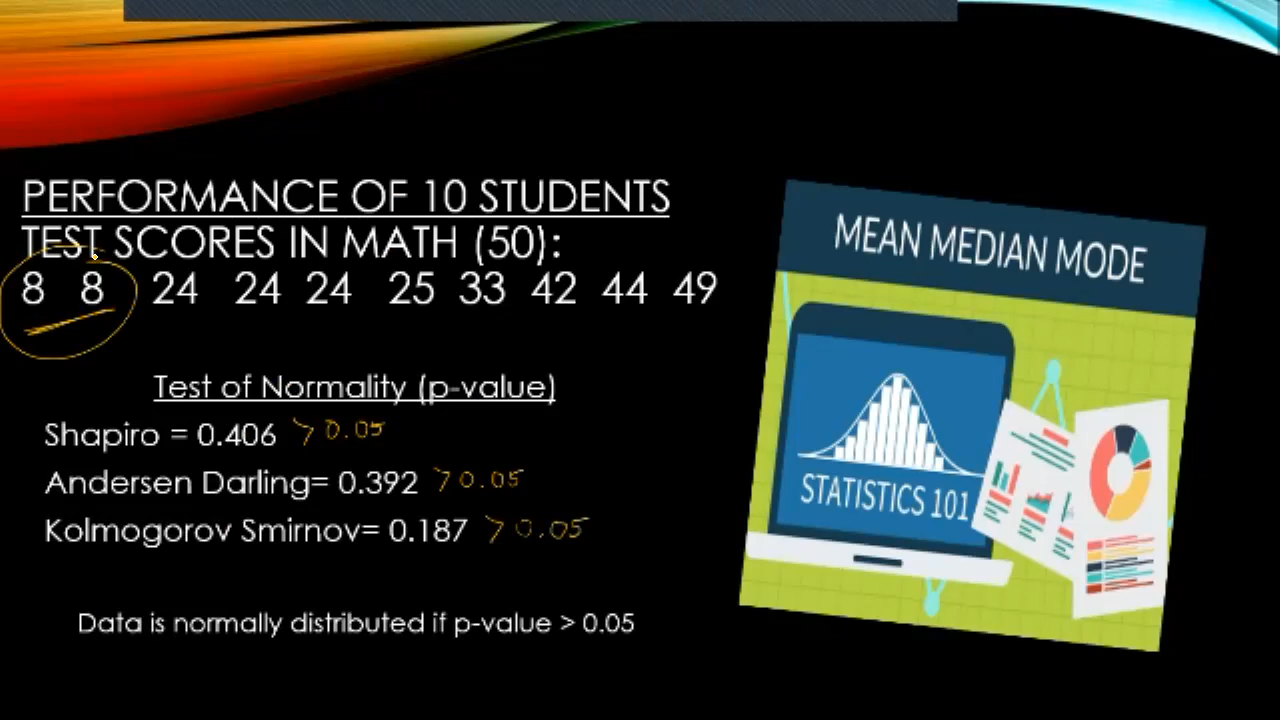 PERFORMANCE OF 10 STUDENTS
TEST SCORES IN MATH (50):
8 8 24 24 24 25 33 42 44 49
Test of Normality (p-value)
Shapiro = 0.406 > 0.05
Andersen Darling= 0.392 > 0.05
Kolmogorov Smirnov= 0.187 > 0.05
Data is normally distributed if p-value > 0.05
MEAN MEDIAN MODE
STATISTICS 101